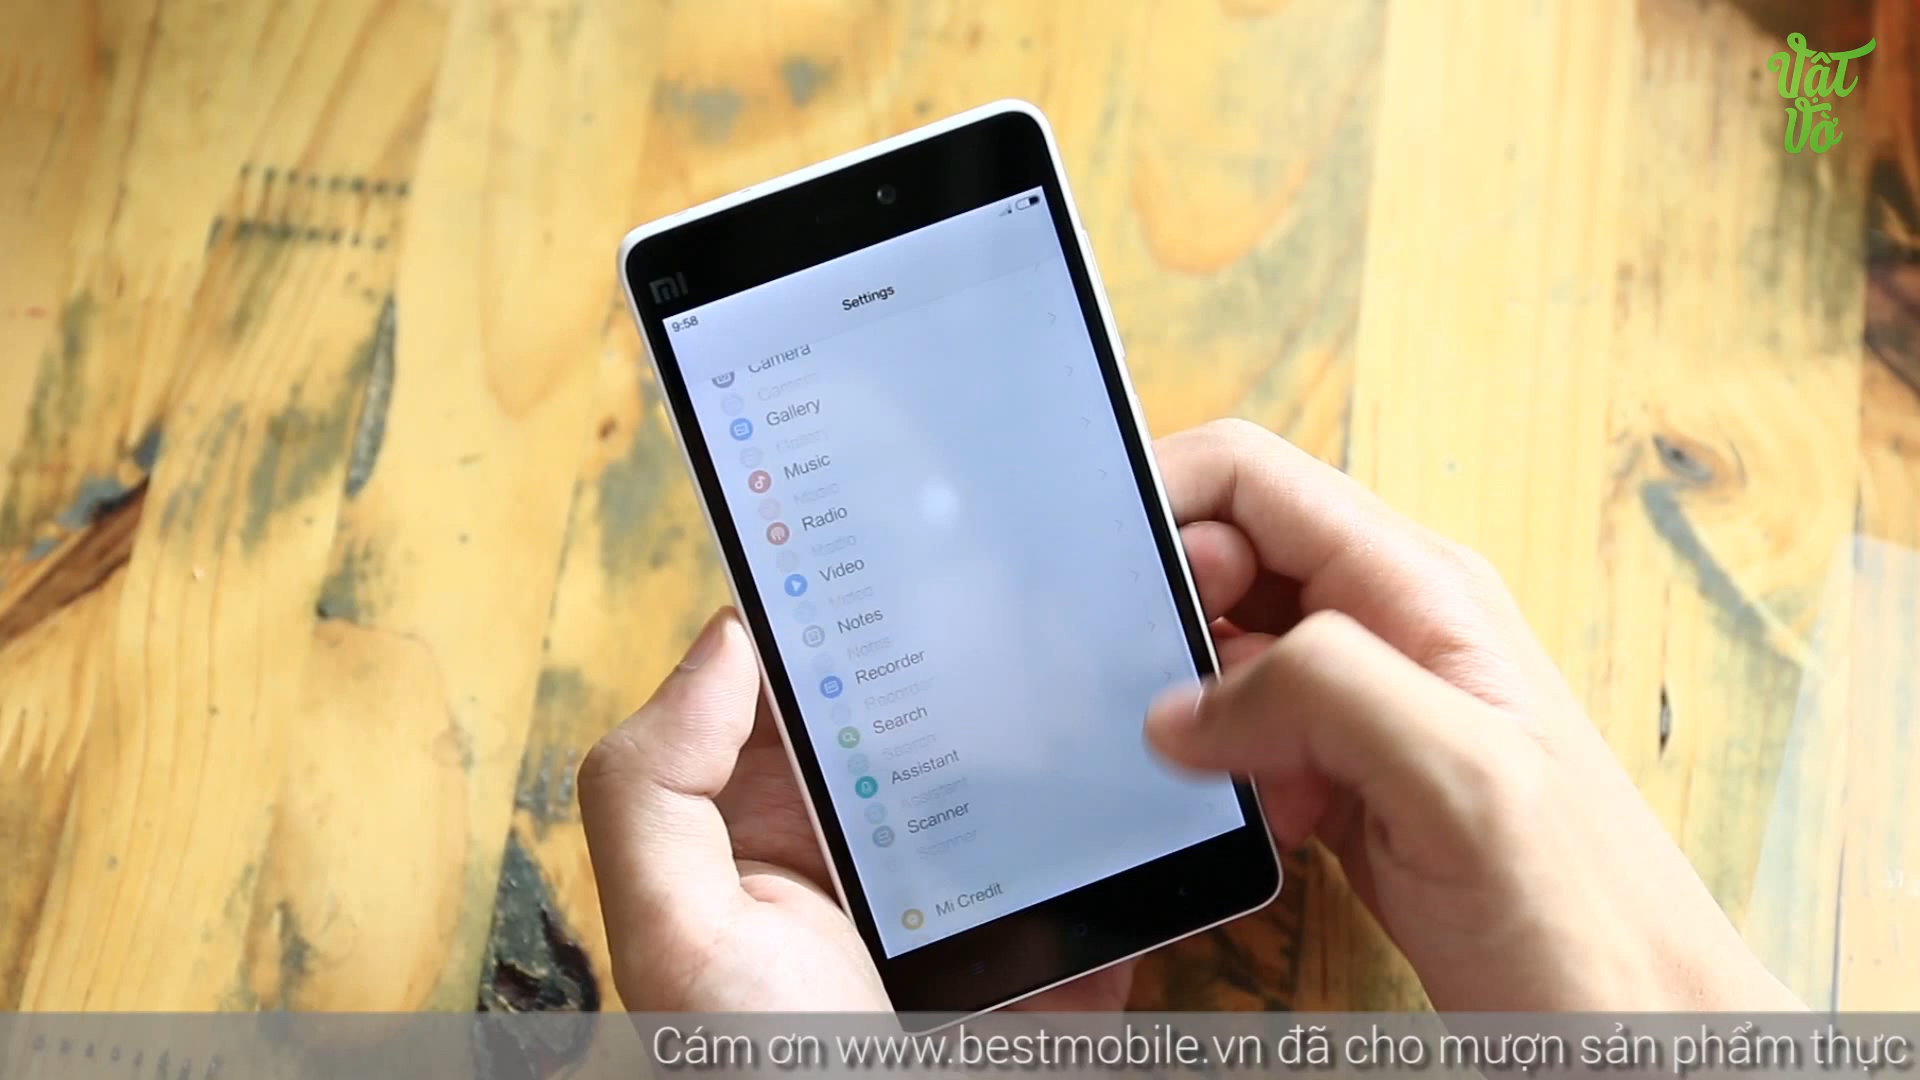 Vật
Vờ
mi
9:58
Settings
Camera
Gallery
Music
Radio
Video
Notes
Recorder
Search
Assistant
Scanner
Mi Credit
Cám ơn www.bestmobile.vn đã cho mượn sản phẩm thực